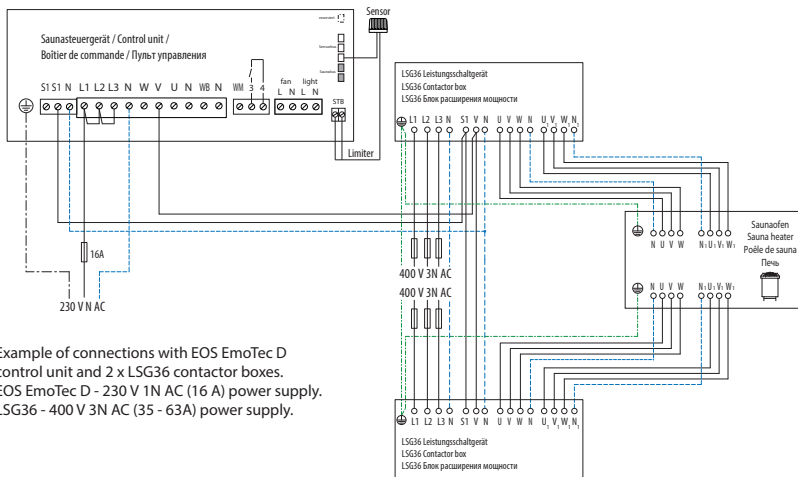 connected:
Sensor
Saunasteuergerät / Control unit /
Boîtier de commande / Пульт управления
Sensorbus
Saunabus
fan light
S1 S1 N L1 L2 L3 N W V U N WB N WM 3 4 L N L N
STB
Limiter
16A
230 V N AC
LSG36 Leistungsschaltgerät
LSG36 Contactor box
LSG36 Блок расширения мощности
L1 L2 L3 N S1 V N U V W N U1 V1 W1 N1
N U V W N1 U1 V1 W1
Saunaofen
Sauna heater
Poêle de sauna
Печь
400 V 3N AC
400 V 3N AC
N U V W N1 U1 V1 W1
Example of connections with EOS EmoTec D
control unit and 2 x LSG36 contactor boxes.
EOS EmoTec D - 230 V 1N AC (16 A) power supply.
LSG36 - 400 V 3N AC (35 - 63A) power supply.
L1 L2 L3 N S1 V N U V W N U1 V1 W1 N1
LSG36 Leistungsschaltgerät
LSG36 Contactor box
LSG36 Блок расширения мощности